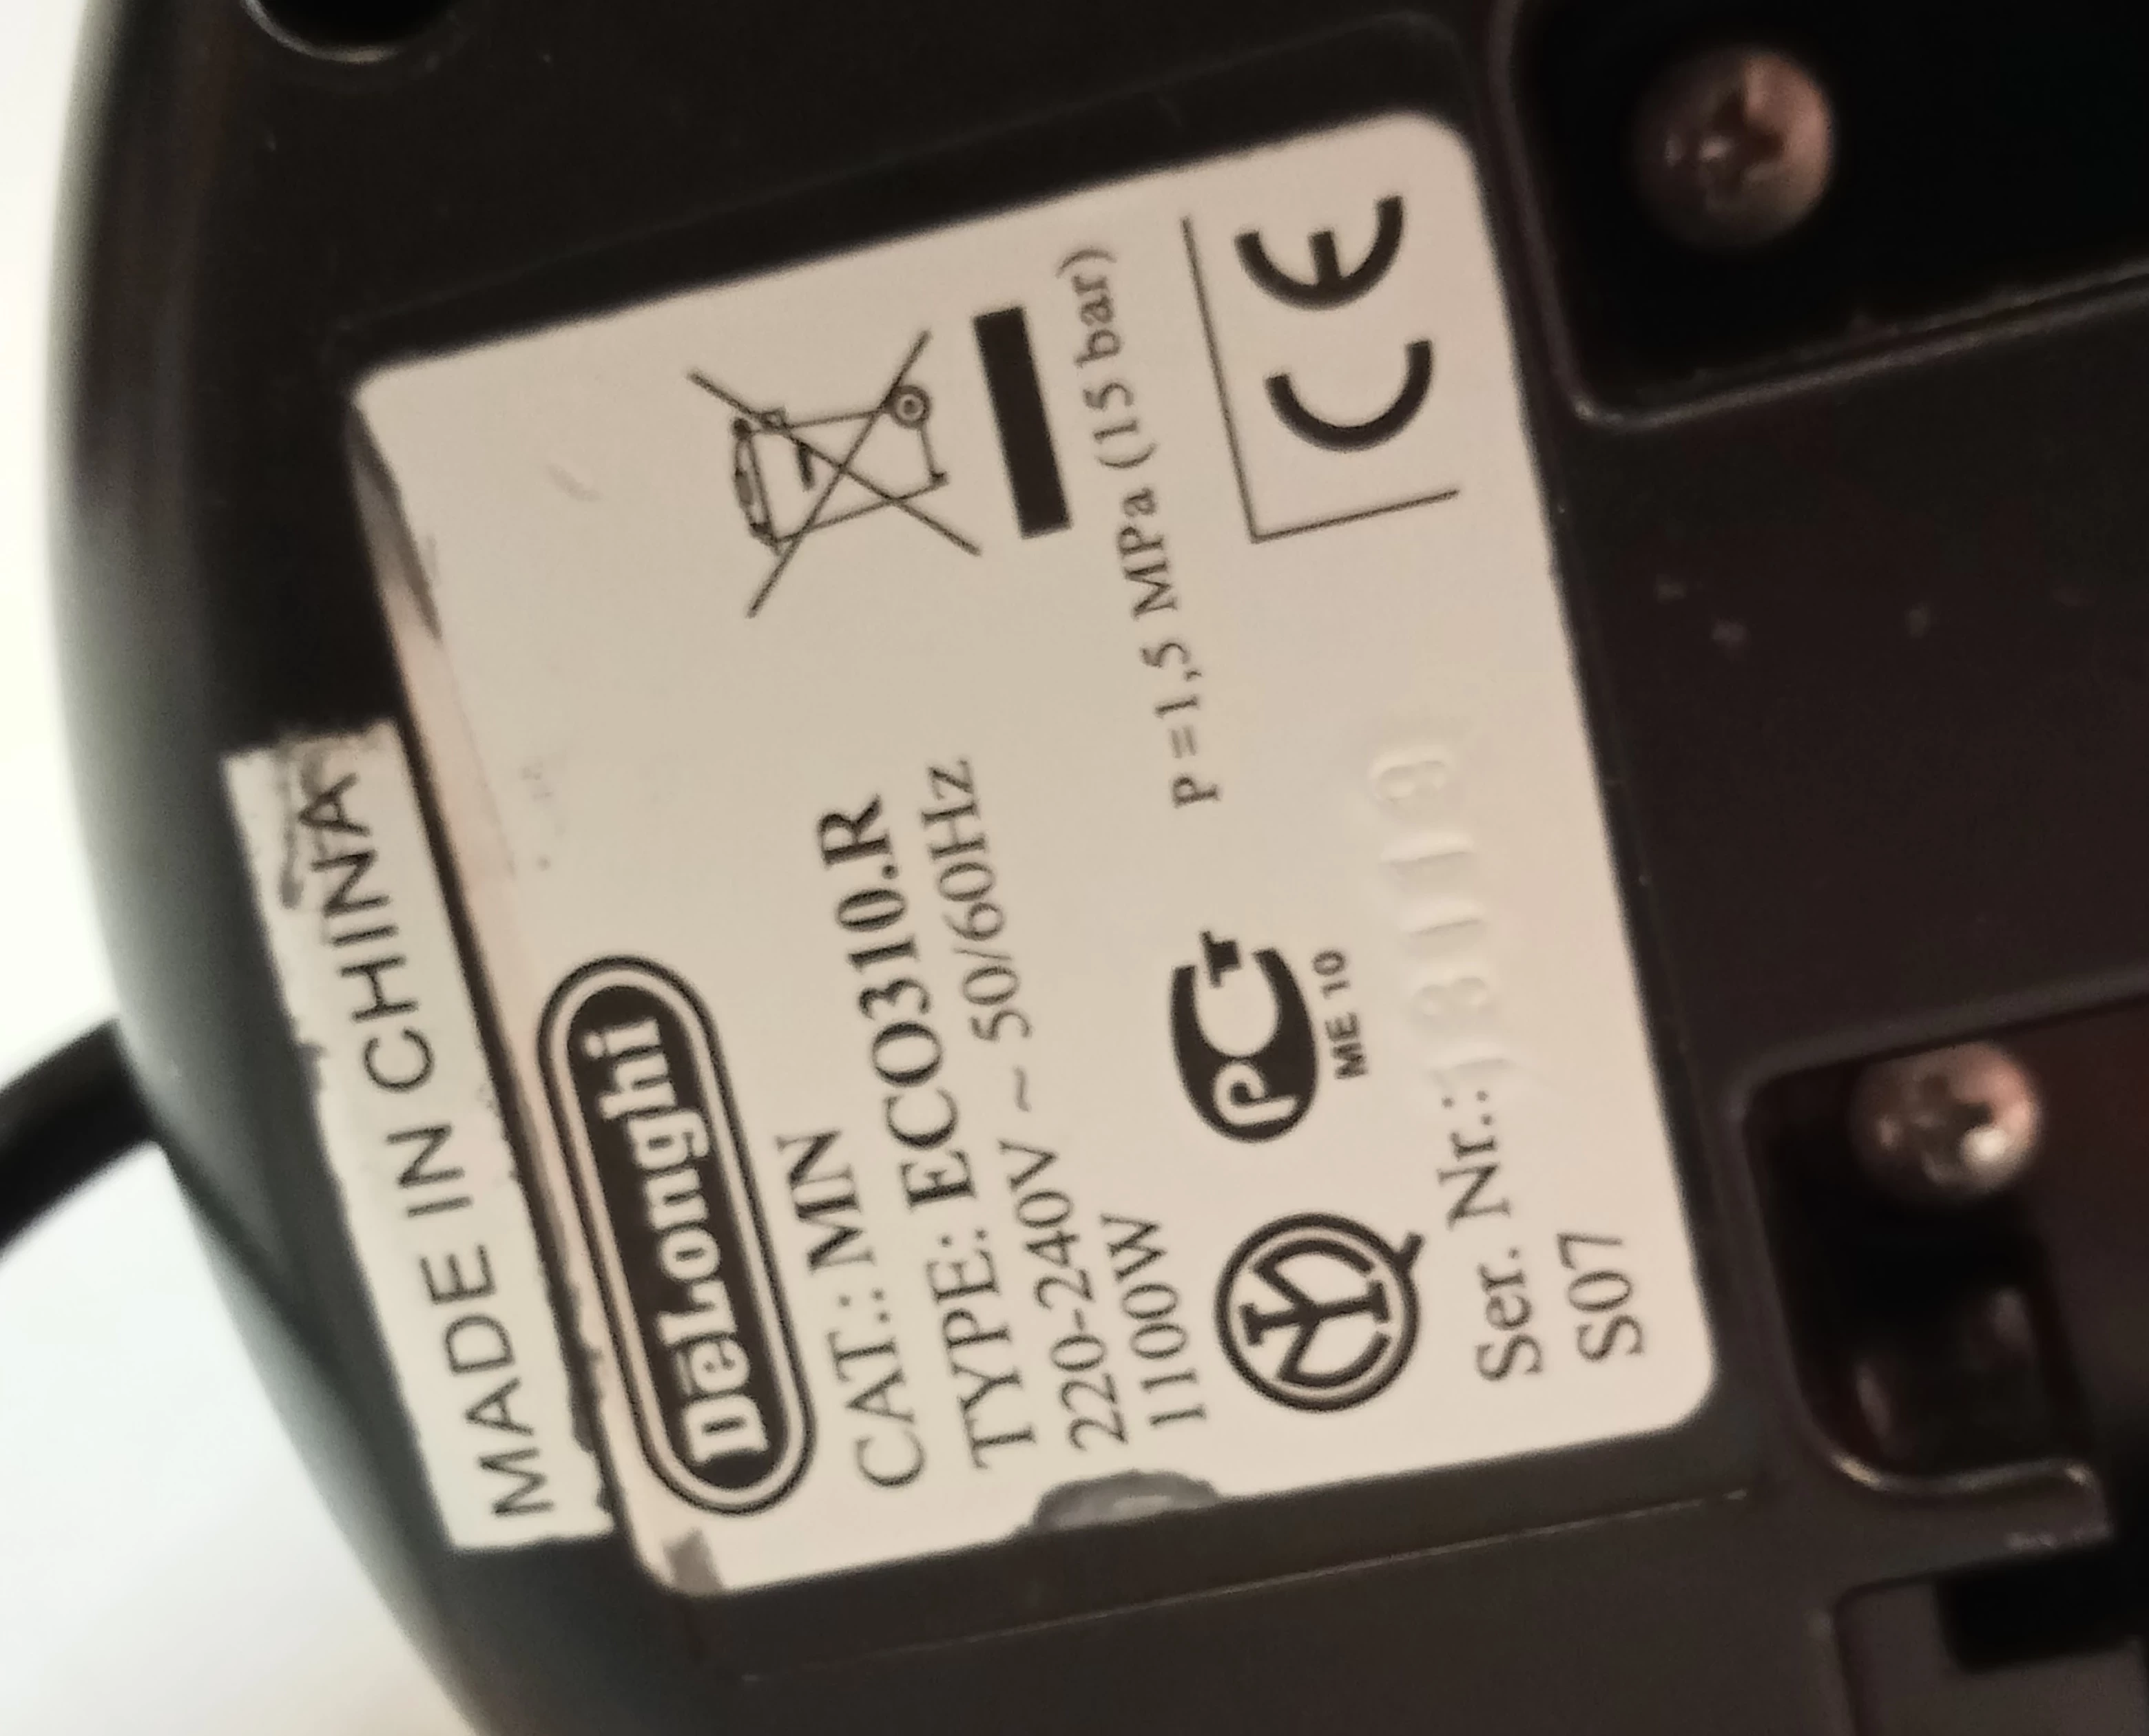 MADE IN CHINA
DeLonghi
CAT.: MN
TYPE: ECO310.R
220-240V ~ 50/60Hz
1100W
P=1,5 MPa (15 bar)
ME 10
CE
Ser. Nr.:
S07